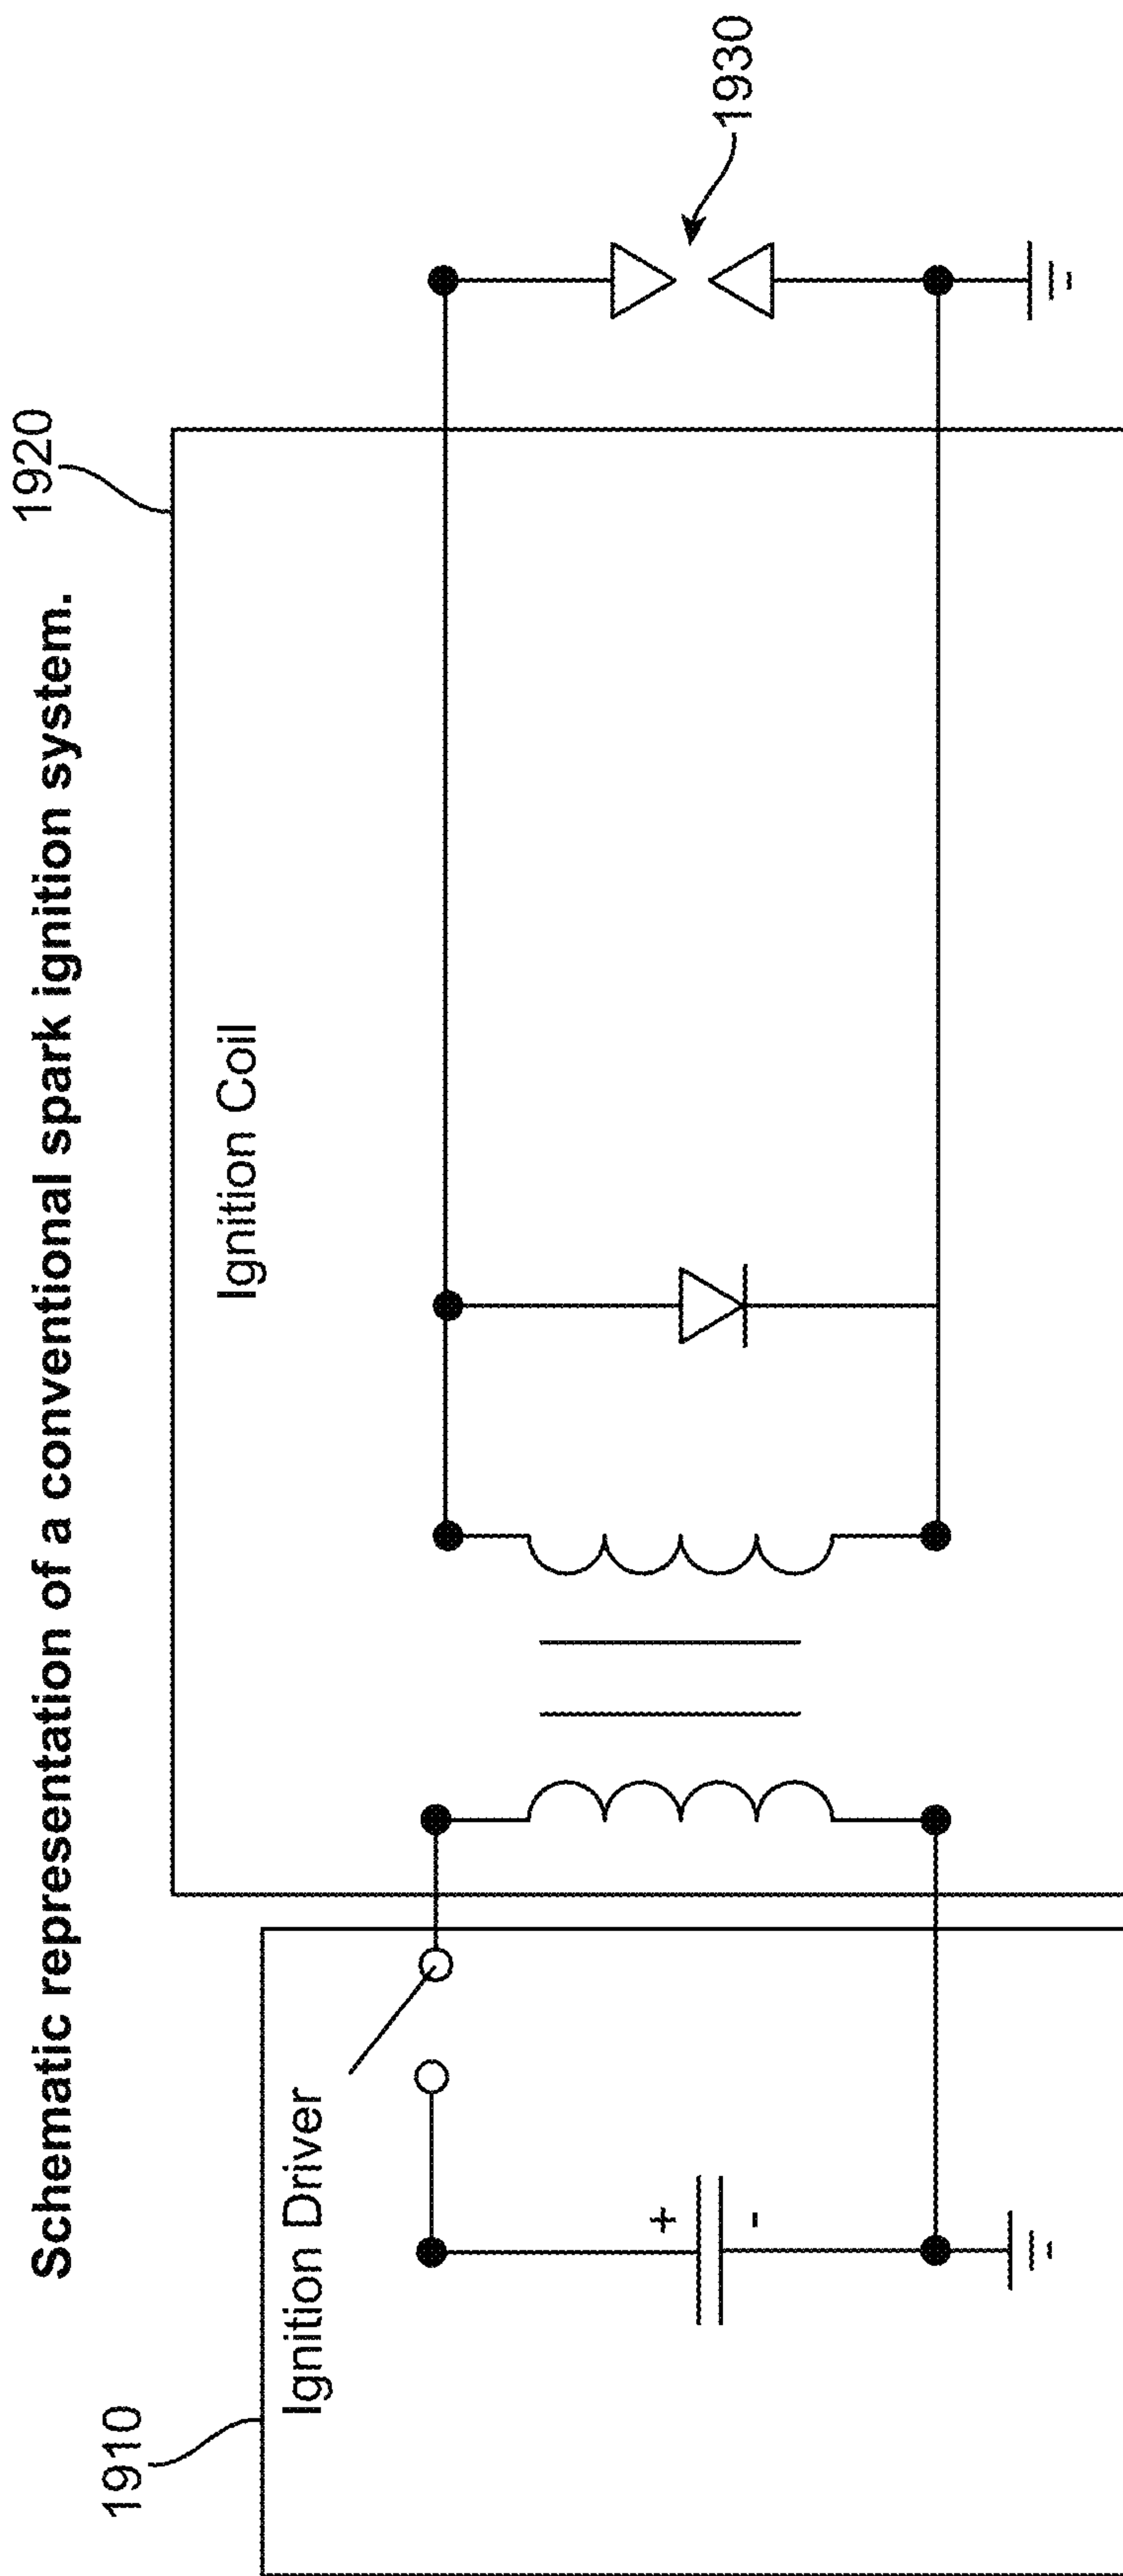 Schematic representation of a conventional spark ignition system.
1910
1920
Ignition Driver
Ignition Coil
1930
+
-